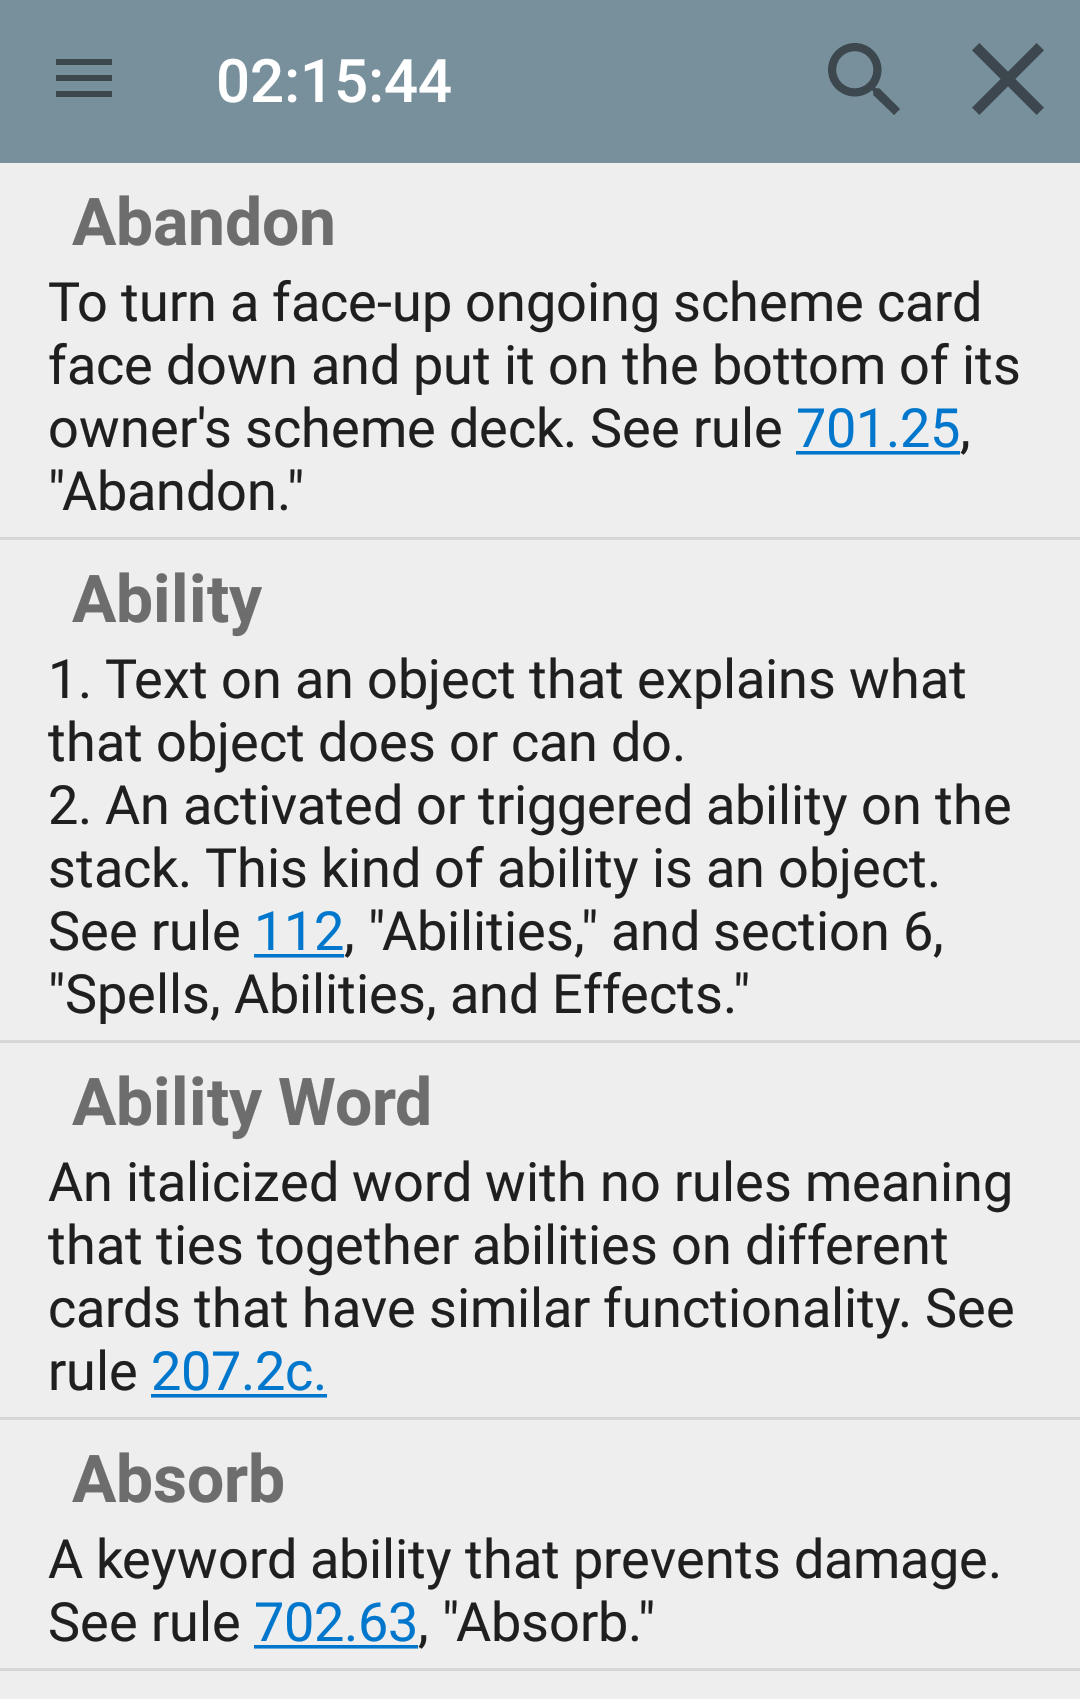 02:15:44
Abandon
To turn a face-up ongoing scheme card
face down and put it on the bottom of its
owner's scheme deck. See rule 701.25,
"Abandon."
Ability
1. Text on an object that explains what
that object does or can do.
2. An activated or triggered ability on the
stack. This kind of ability is an object.
See rule 112, "Abilities," and section 6,
"Spells, Abilities, and Effects."
Ability Word
An italicized word with no rules meaning
that ties together abilities on different
cards that have similar functionality. See
rule 207.2c.
Absorb
A keyword ability that prevents damage.
See rule 702.63, "Absorb."